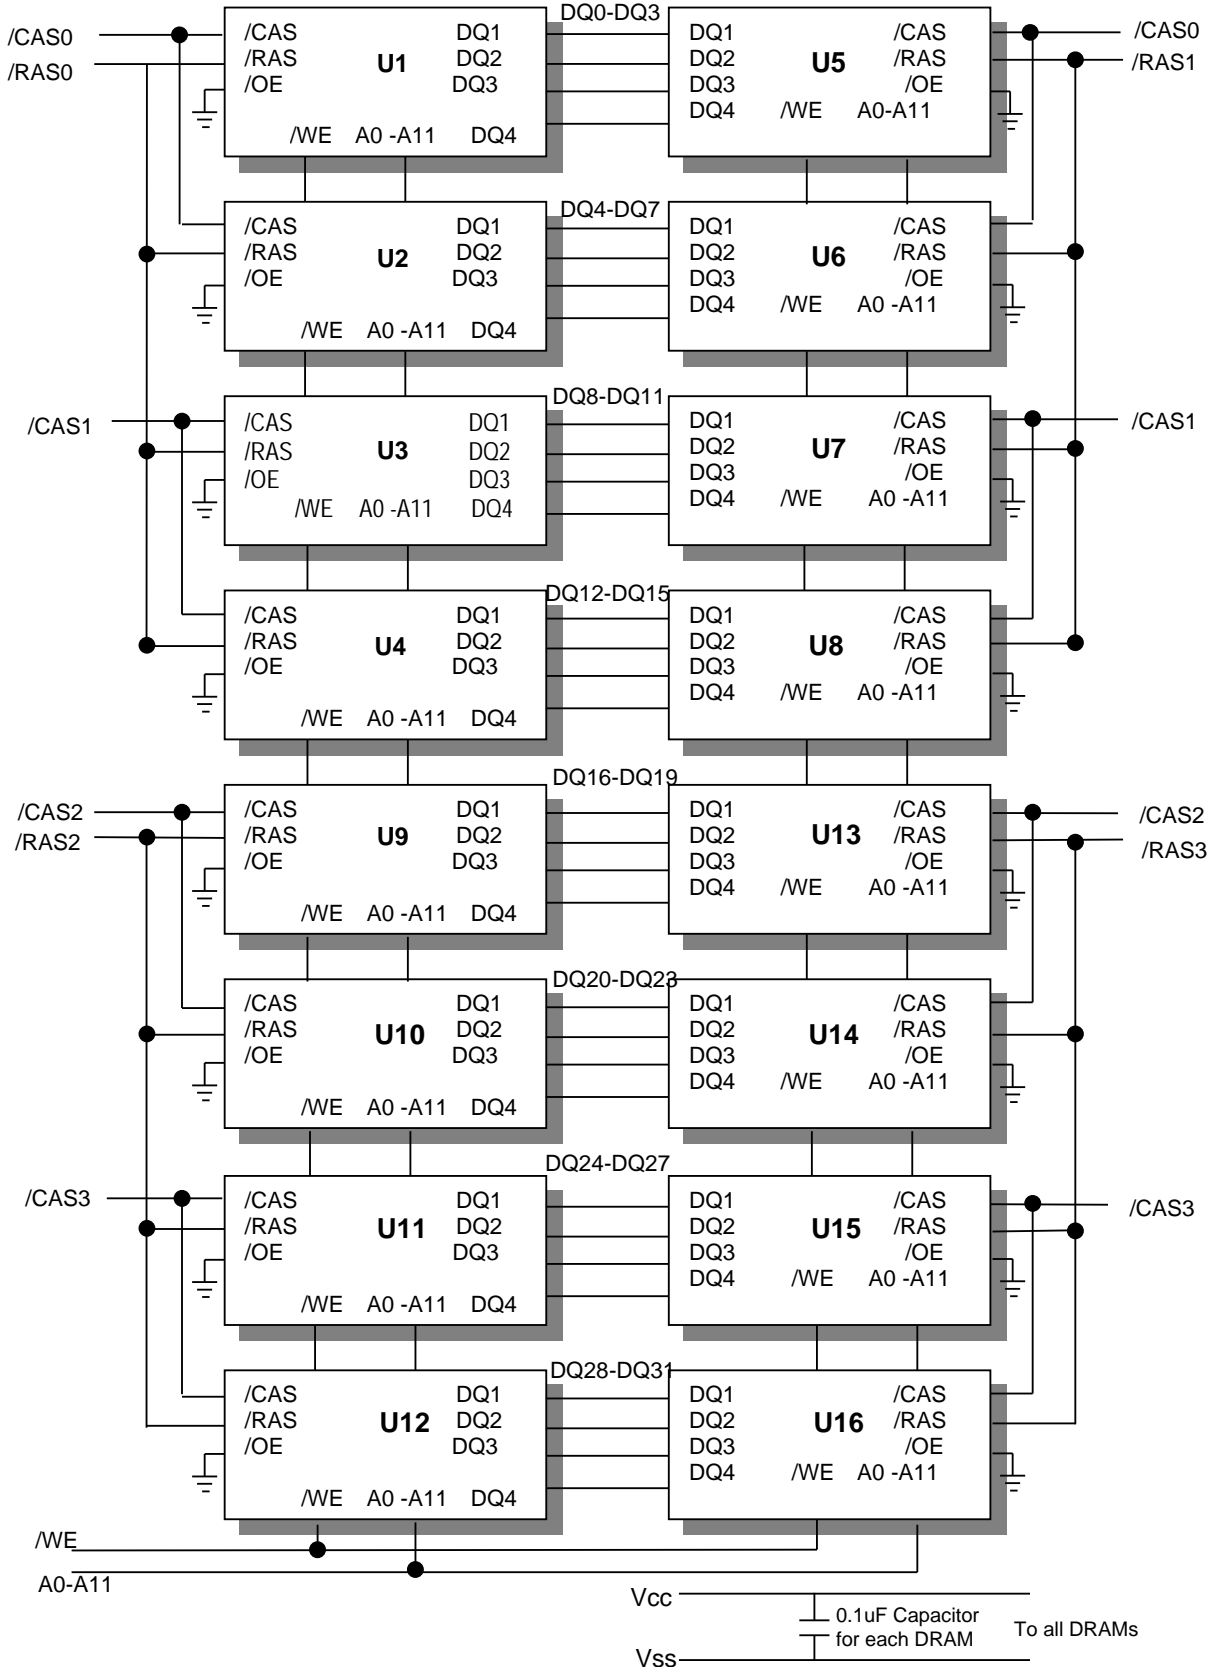 DQ0-DQ3
/CAS0 /CAS DQ1 DQ1 /CAS /CAS0
/RAS0 /RAS U1 DQ2 DQ2 U5 /RAS /RAS1
/OE DQ3 DQ3 /OE
DQ4 /WE A0-A11
/WE A0 -A11 DQ4
DQ4-DQ7
/CAS DQ1 DQ1 /CAS
/RAS U2 DQ2 DQ2 U6 /RAS
/OE DQ3 DQ3 /OE
DQ4 /WE A0 -A11
/WE A0 -A11 DQ4
DQ8-DQ11
/CAS1 /CAS DQ1 DQ1 /CAS /CAS1
/RAS U3 DQ2 DQ2 U7 /RAS
/OE DQ3 DQ3 /OE
/WE A0 -A11 DQ4 DQ4 /WE A0 -A11
DQ12-DQ15
/CAS DQ1 DQ1 /CAS
/RAS U4 DQ2 DQ2 U8 /RAS
/OE DQ3 DQ3 /OE
DQ4 /WE A0 -A11
/WE A0 -A11 DQ4
DQ16-DQ19
/CAS2 /CAS DQ1 DQ1 /CAS /CAS2
/RAS2 /RAS U9 DQ2 DQ2 U13 /RAS /RAS3
/OE DQ3 DQ3 /OE
DQ4 /WE A0 -A11
/WE A0 -A11 DQ4
DQ20-DQ23
/CAS DQ1 DQ1 /CAS
/RAS U10 DQ2 DQ2 U14 /RAS
/OE DQ3 DQ3 /OE
DQ4 /WE A0 -A11
/WE A0 -A11 DQ4
DQ24-DQ27
/CAS3 /CAS DQ1 DQ1 /CAS /CAS3
/RAS U11 DQ2 DQ2 U15 /RAS
/OE DQ3 DQ3 /OE
DQ4 /WE A0 -A11
/WE A0 -A11 DQ4
DQ28-DQ31
/CAS DQ1 DQ1 /CAS
/RAS U12 DQ2 DQ2 U16 /RAS
/OE DQ3 DQ3 /OE
DQ4 /WE A0 -A11
/WE A0 -A11 DQ4
/WE
A0-A11
Vcc
0.1uF Capacitor
for each DRAM To all DRAMs
Vss